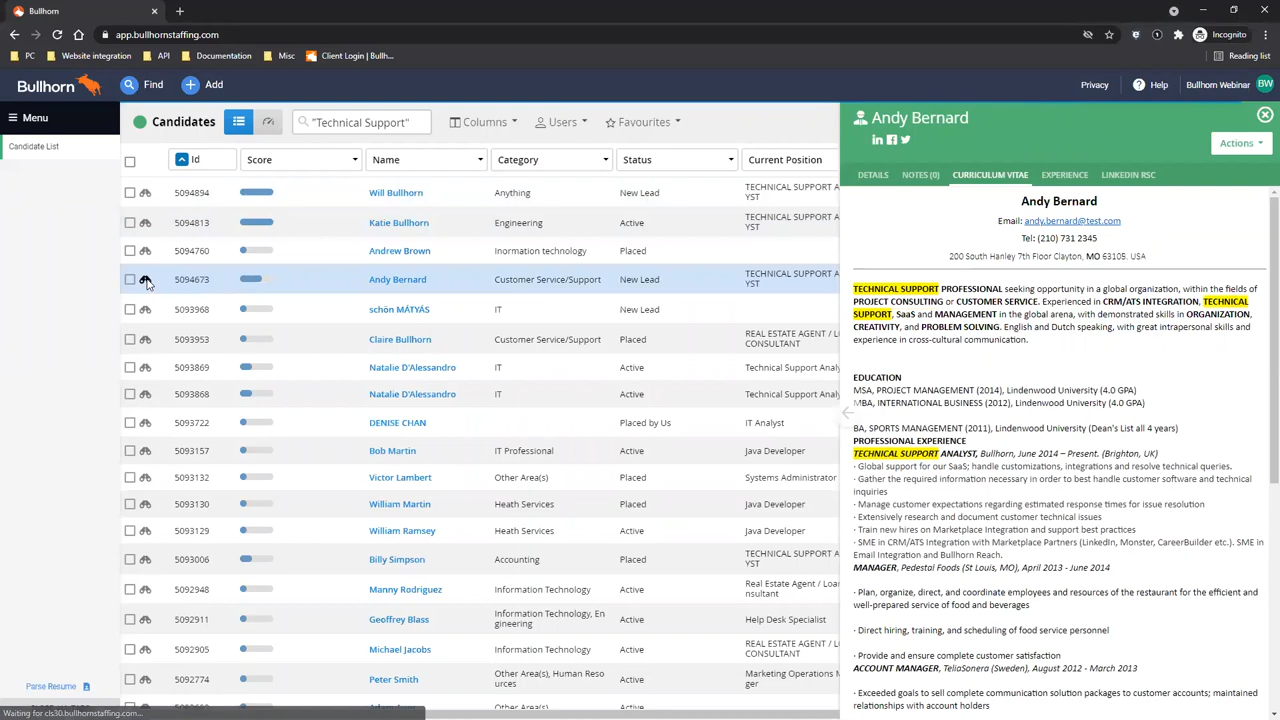 Bullhorn
app.bullhornstaffing.com
Incognito
PC
Website integration
API
Documentation
Misc
Client Login | Bullh...
Reading list
Bullhorn
Find
Add
Privacy
Help
Bullhorn Webinar
BW
Menu
Candidate List
Candidates
"Technical Support"
Columns
Users
Favourites
Id Score Name Category Status Current Position
5094894 Will Bullhorn Anything New Lead TECHNICAL SUPPORT A
YST
5094813 Katie Bullhorn Engineering Active TECHNICAL SUPPORT A
YST
5094760 Andrew Brown Inormation technology Placed
5094673 Andy Bernard Customer Service/Support New Lead TECHNICAL SUPPORT A
YST
5093968 schön MÁTYÁS IT New Lead
5093953 Claire Bullhorn Customer Service/Support Placed REAL ESTATE AGENT / L
CONSULTANT
5093869 Natalie D'Alessandro IT Active Technical Support Analy
5093868 Natalie D'Alessandro IT Active Technical Support Analy
5093722 DENISE CHAN Placed by Us IT Analyst
5093157 Bob Martin IT Professional Active Java Developer
5093132 Victor Lambert Other Area(s) Placed Systems Administrator
5093130 William Martin Heath Services Placed Java Developer
5093129 William Ramsey Heath Services Active Java Developer
5093006 Billy Simpson Accounting Placed TECHNICAL SUPPORT A
YST
5092948 Manny Rodriguez Information Technology Active Real Estate Agent / Loan
nsultant
5092911 Geoffrey Blass Information Technology, En
gineering Active Help Desk Specialist
5092905 Michael Jacobs Information Technology Active REAL ESTATE AGENT / L
CONSULTANT
5092774 Peter Smith Other Area(s), Human Reso
urces Active Marketing Operations M
ger
Parse Resume
Waiting for cls30.bullhornstaffing.com...
Andy Bernard
Actions
DETAILS
NOTES (0)
CURRICULUM VITAE
EXPERIENCE
LINKEDIN RSC
Andy Bernard
Email: andy.bernard@test.com
Tel: (210) 731 2345
200 South Hanley 7th Floor Clayton, MO 63105. USA
TECHNICAL SUPPORT PROFESSIONAL seeking opportunity in a global organization, within the fields of
PROJECT CONSULTING or CUSTOMER SERVICE. Experienced in CRM/ATS INTEGRATION, TECHNICAL
SUPPORT, SaaS and MANAGEMENT in the global arena, with demonstrated skills in ORGANIZATION,
CREATIVITY, and PROBLEM SOLVING. English and Dutch speaking, with great intrapersonal skills and
experience in cross-cultural communication.
EDUCATION
MSA, PROJECT MANAGEMENT (2014), Lindenwood University (4.0 GPA)
MBA, INTERNATIONAL BUSINESS (2012), Lindenwood University (4.0 GPA)
BA, SPORTS MANAGEMENT (2011), Lindenwood University (Dean's List all 4 years)
PROFESSIONAL EXPERIENCE
TECHNICAL SUPPORT ANALYST, Bullhorn, June 2014 – Present. (Brighton, UK)
· Global support for our SaaS; handle customizations, integrations and resolve technical queries.
· Gather the required information necessary in order to best handle customer software and technical
inquiries
· Manage customer expectations regarding estimated response times for issue resolution
· Extensively research and document customer technical issues
· Train new hires on Marketplace Integration and support best practices
· SME in CRM/ATS Integration with Marketplace Partners (LinkedIn, Monster, CareerBuilder etc.). SME in
Email Integration and Bullhorn Reach.
MANAGER, Pedestal Foods (St Louis, MO), April 2013 - June 2014
· Plan, organize, direct, and coordinate employees and resources of the restaurant for the efficient and
well-prepared service of food and beverages
· Direct hiring, training, and scheduling of food service personnel
· Provide and ensure complete customer satisfaction
ACCOUNT MANAGER, TeliaSonera (Sweden), August 2012 - March 2013
· Exceeded goals to sell complete communication solution packages to customer accounts; maintained
relationships with account holders